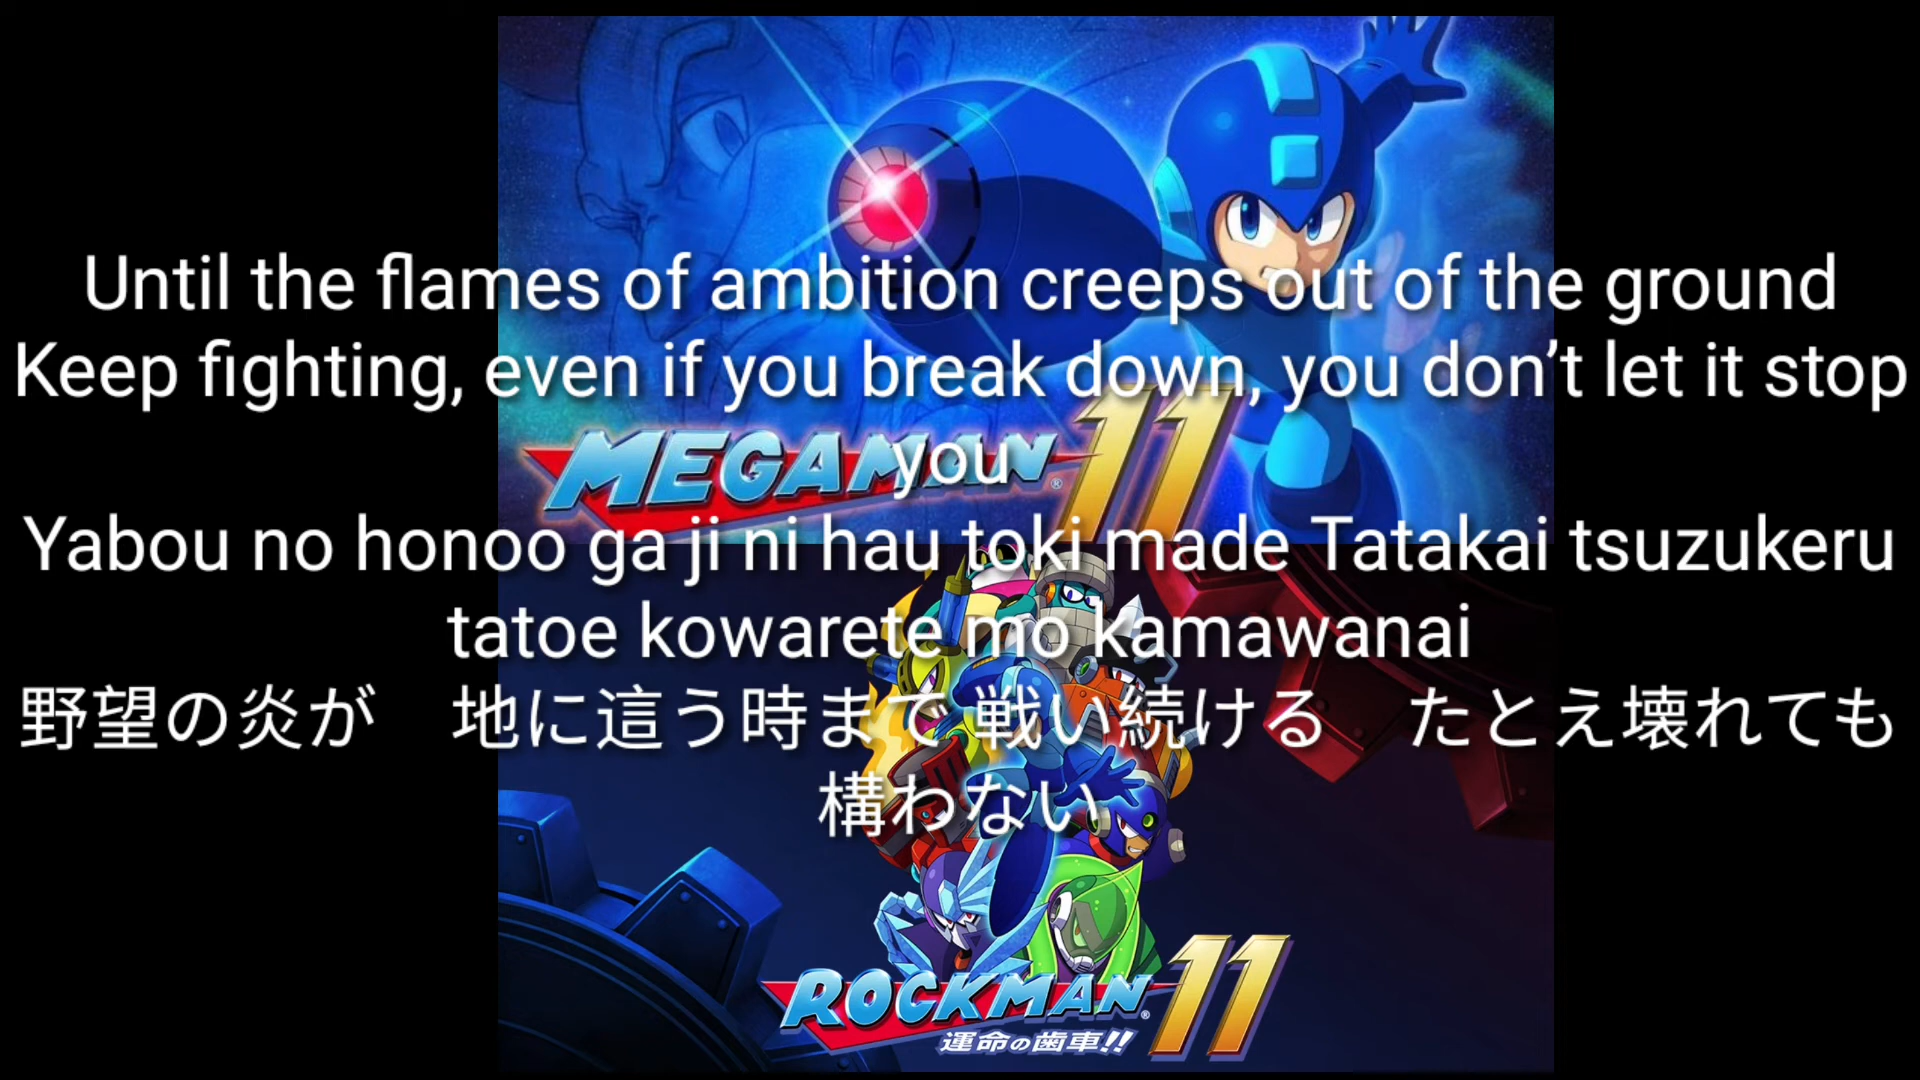 Until the flames of ambition creeps out of the ground
Keep fighting, even if you break down, you don’t let it stop
you
MEGAMAN 11
Yabou no honoo ga ji ni hau toki made Tatakai tsuzukeru
tatoe kowarete mo kamawanai
野望の炎が　地に這う時まで 戦い続ける　たとえ壊れても
構わない
ROCKMAN 11
運命の歯車!!